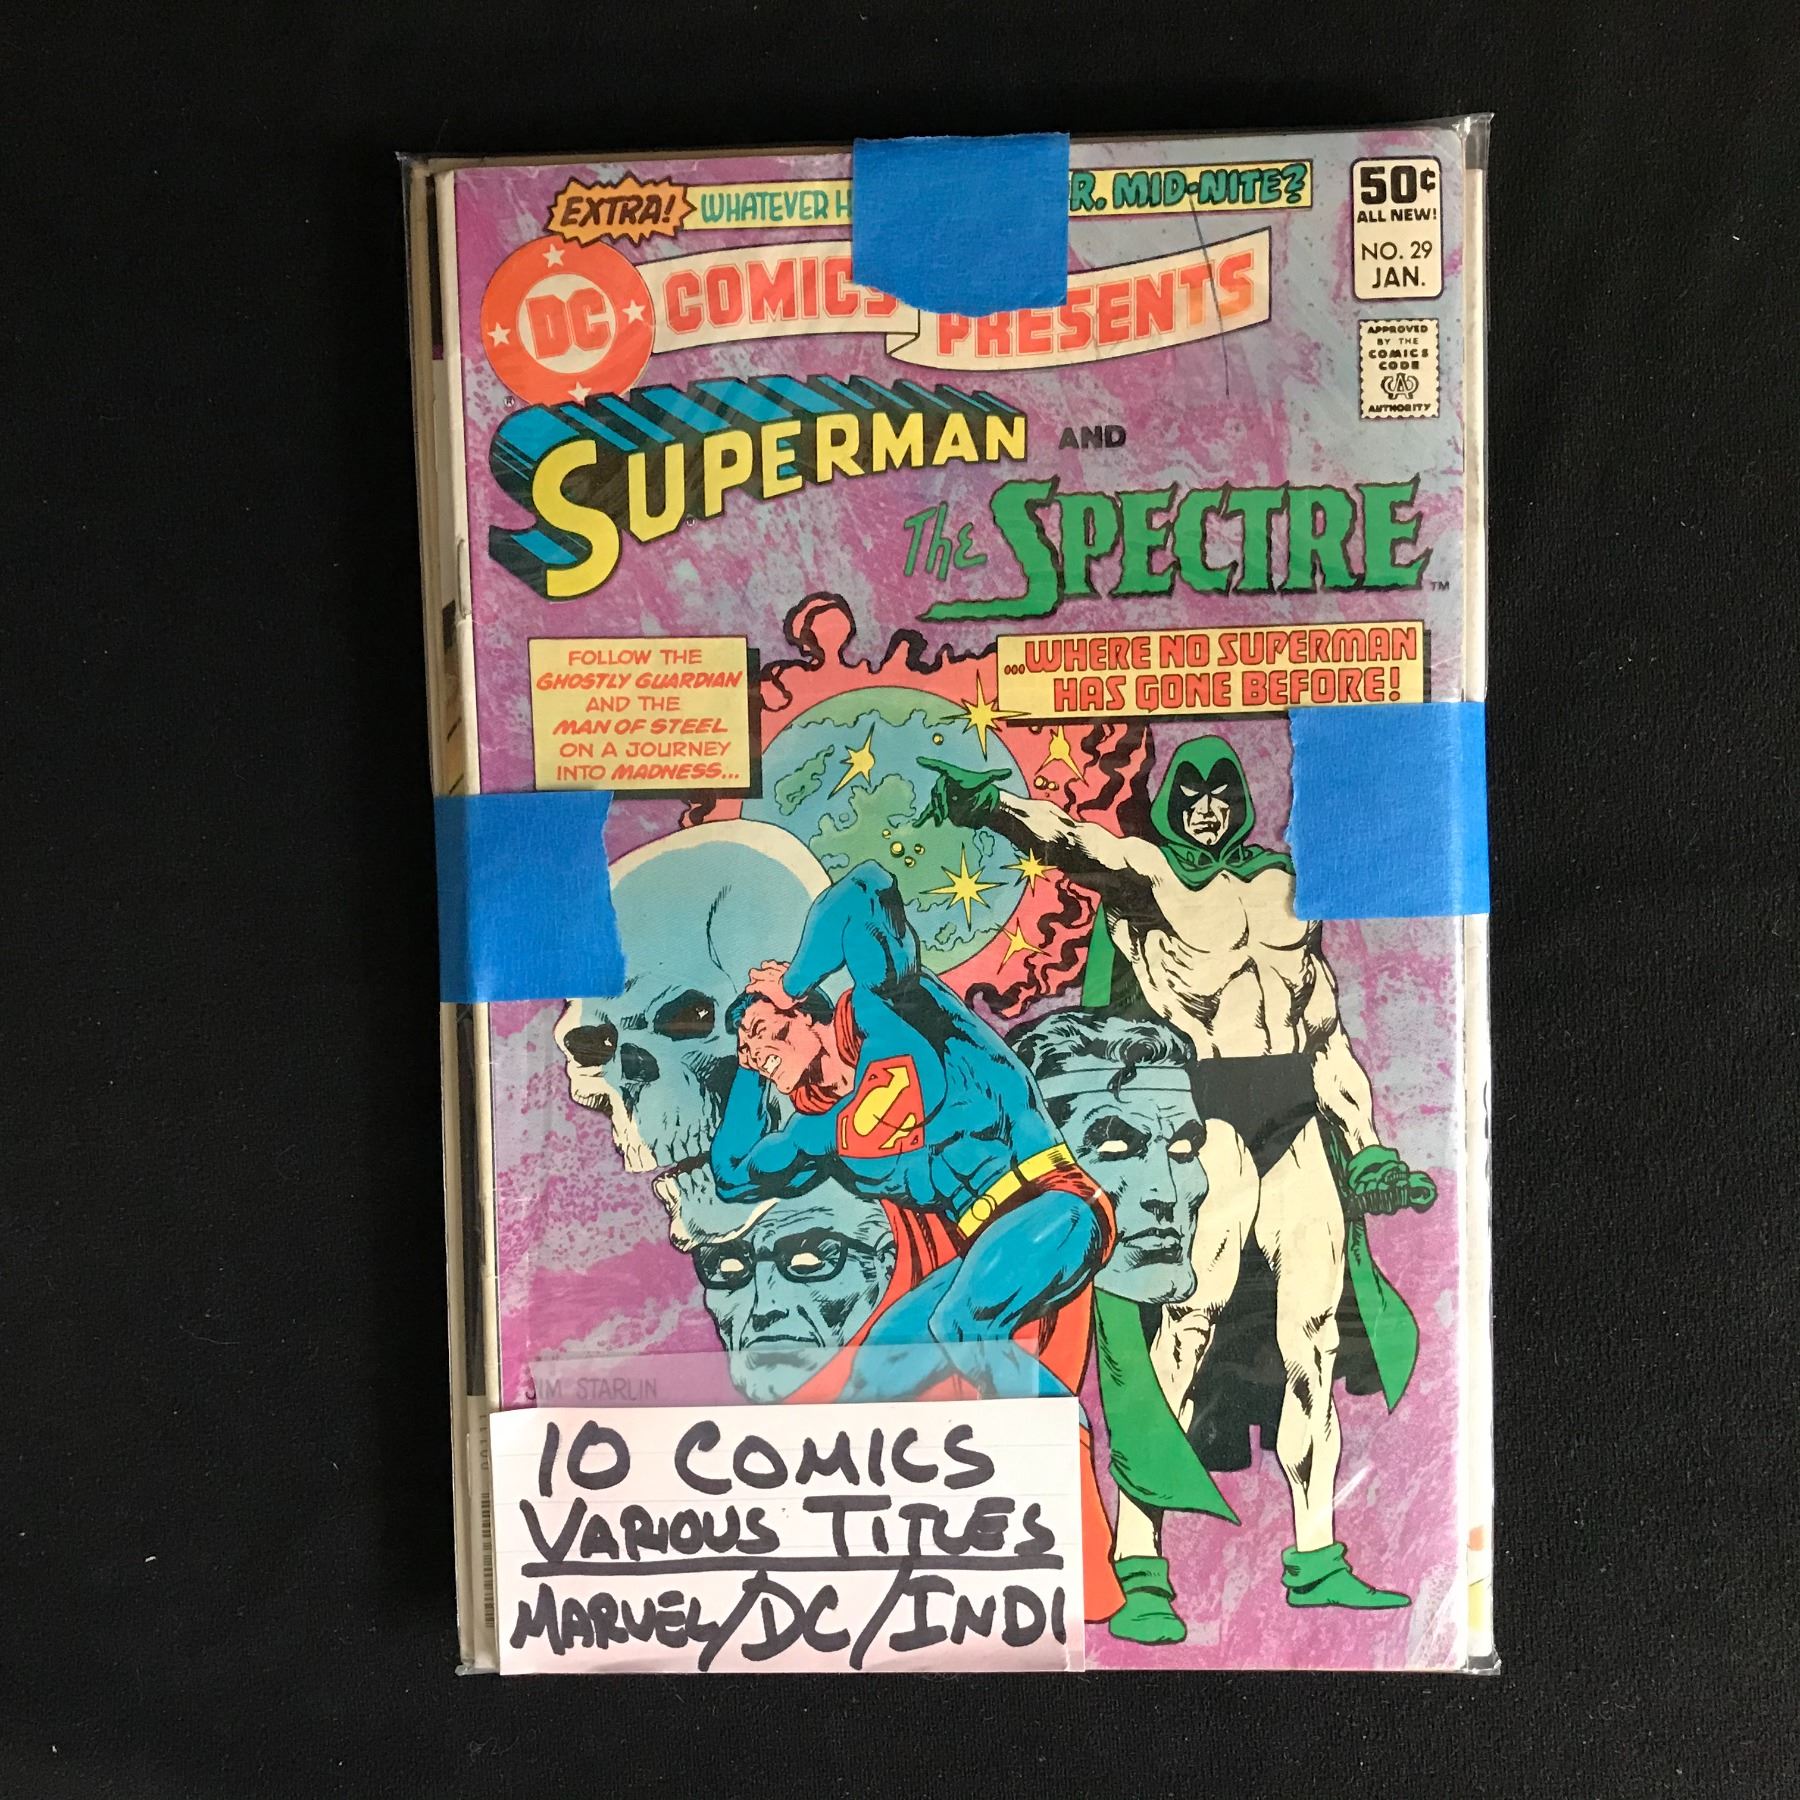 EXTRA! WHATEVER H R. MID-NITE?
50¢
ALL NEW!
NO. 29
JAN.
DC COMICS PRESENTS
APPROVED
BY THE
COMICS
CODE
CA
AUTHORITY
SUPERMAN AND
The SPECTRE™
FOLLOW THE
GHOSTLY GUARDIAN
AND THE
MAN OF STEEL
ON A JOURNEY
INTO MADNESS...
...WHERE NO SUPERMAN
HAS GONE BEFORE!
JIM STARLIN
10 COMICS
VARIOUS TITLES
MARVEL/DC/INDI